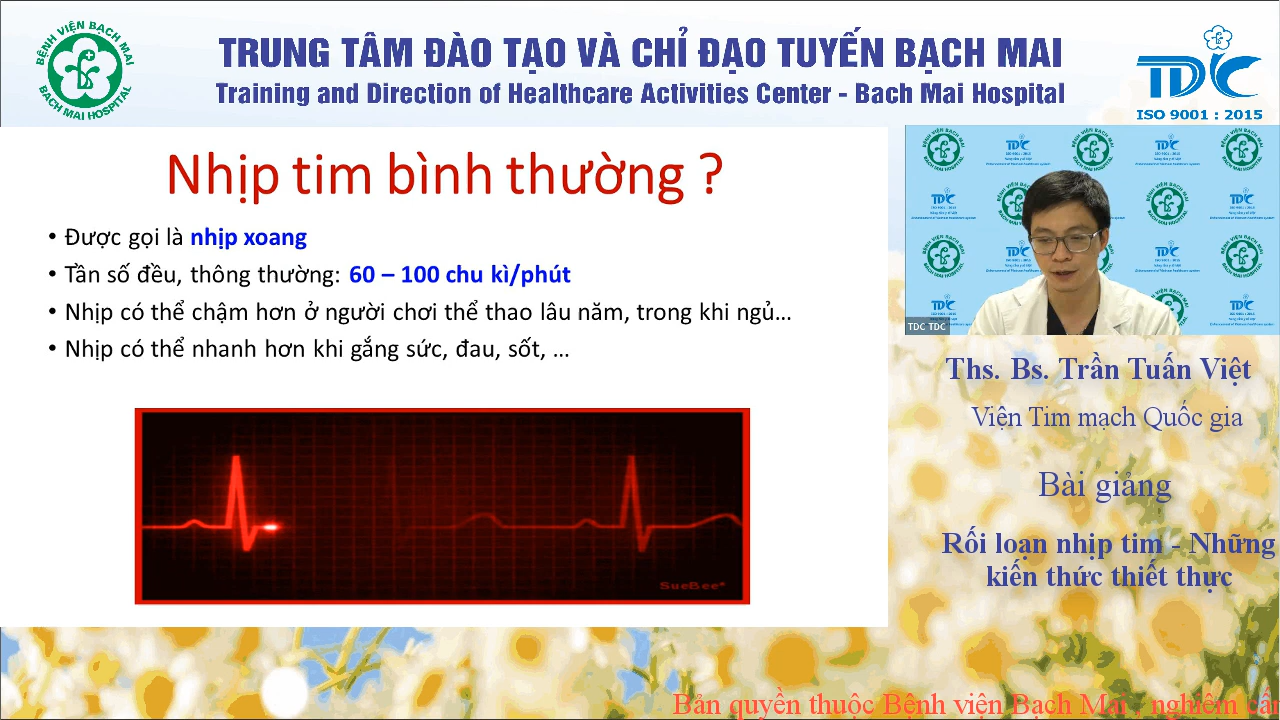 BỆNH VIỆN BẠCH MAI
BACH MAI HOSPITAL
TRUNG TÂM ĐÀO TẠO VÀ CHỈ ĐẠO TUYẾN BẠCH MAI
Training and Direction of Healthcare Activities Center - Bach Mai Hospital
TDC
ISO 9001 : 2015
Nhịp tim bình thường ?
• Được gọi là nhịp xoang
• Tần số đều, thông thường: 60 – 100 chu kì/phút
• Nhịp có thể chậm hơn ở người chơi thể thao lâu năm, trong khi ngủ...
• Nhịp có thể nhanh hơn khi gắng sức, đau, sốt, ...
SueBee*
TDC TDC
Ths. Bs. Trần Tuấn Việt
Viện Tim mạch Quốc gia
Bài giảng
Rối loạn nhịp tim - Những
kiến thức thiết thực
Bản quyền thuộc Bệnh viện Bạch Mai , nghiêm cấ